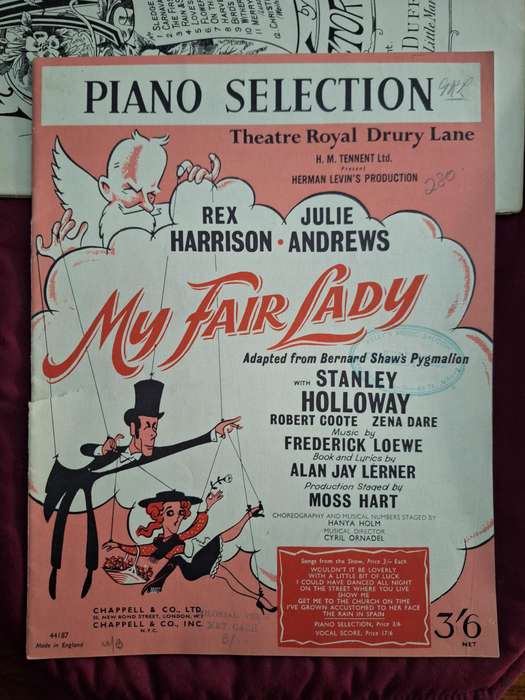 PIANO SELECTION
Theatre Royal Drury Lane
H. M. TENNENT Ltd.
Present
HERMAN LEVIN'S PRODUCTION
280
REX HARRISON · JULIE ANDREWS
MY FAIR LADY
Adapted from Bernard Shaw's Pygmalion
WITH STANLEY
HOLLOWAY
ROBERT COOTE ZENA DARE
Music by
FREDERICK LOEWE
Book and Lyrics by
ALAN JAY LERNER
Production Staged by
MOSS HART
CHOREOGRAPHY AND MUSICAL NUMBERS STAGED BY
HANYA HOLM
MUSICAL DIRECTOR
CYRIL ORNADEL
Songs from the Show, Price 2/- Each
WOULDN'T IT BE LOVERLY
WITH A LITTLE BIT OF LUCK
I COULD HAVE DANCED ALL NIGHT
ON THE STREET WHERE YOU LIVE
SHOW ME
GET ME TO THE CHURCH ON TIME
I'VE GROWN ACCUSTOMED TO HER FACE
THE RAIN IN SPAIN
PIANO SELECTION, Price 3/6
VOCAL SCORE, Price 17/6
CHAPPELL & CO., LTD.
50, NEW BOND STREET, LONDON, W.1
CHAPPELL & CO., INC.
N.Y.C.
44187
Made in England
3'6
NET